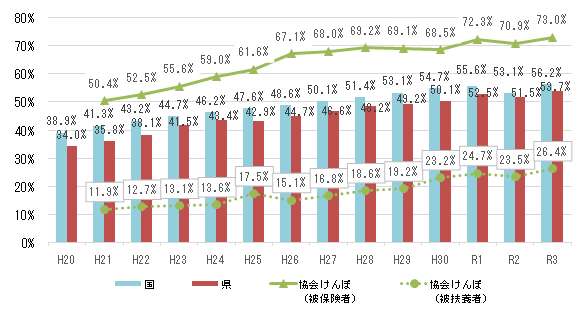 80%
70%
60%
50%
40%
30%
20%
10%
0%
50.4% 52.5% 55.6% 59.0% 61.6% 67.1% 68.0% 69.2% 69.1% 68.5% 72.3% 70.9% 73.0%
38.9% 41.3% 43.2% 44.7% 46.2% 47.6% 48.6% 50.1% 51.4% 53.1% 54.7% 55.6% 53.1% 56.2%
34.0% 35.8% 38.1% 41.5% 43.4% 42.9% 44.7% 46.6% 48.2% 49.2% 50.1% 52.5% 51.5% 53.7%
11.9% 12.7% 13.1% 13.6% 17.5% 15.1% 16.8% 18.6% 19.2% 23.2% 24.7% 23.5% 26.4%
H20 H21 H22 H23 H24 H25 H26 H27 H28 H29 H30 R1 R2 R3
国 県 協会けんぽ 協会けんぽ
(被保険者) (被扶養者)